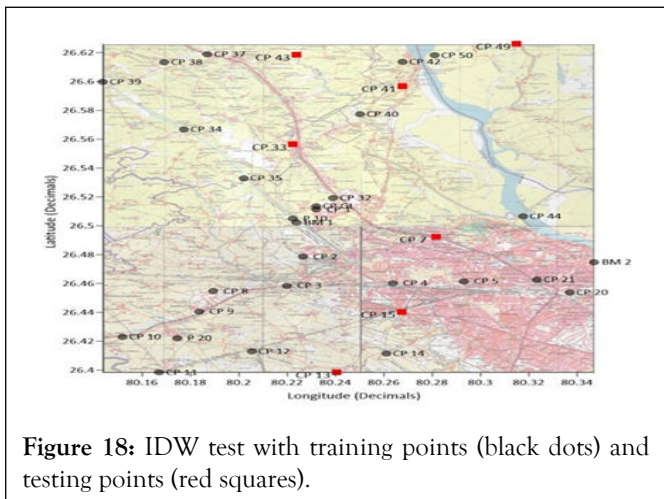 26.62
26.6
26.58
26.56
26.53
26.52
26.5
26.48
26.46
26.44
26.42
26.4
Latitude (Decimals)
CP 49
CP 37
CP 43
CP 50
CP 38
CP 42
CP 39
CP 41
CP 40
CP 34
CP 33
CP 35
CP 32
CP 1
BM 1
CP 44
CP 7
CP 2
BM 2
CP 3
CP 4
CP 5
CP 21
CP 8
CP 20
CP 9
CP 15
CP 10
P 20
CP 12
CP 14
CP 11
CP 13
80.16 80.18 80.2 80.22 80.24 80.26 80.28 80.3 80.32 80.34
Longitude (Decimals)
Figure 18: IDW test with training points (black dots) and
testing points (red squares).